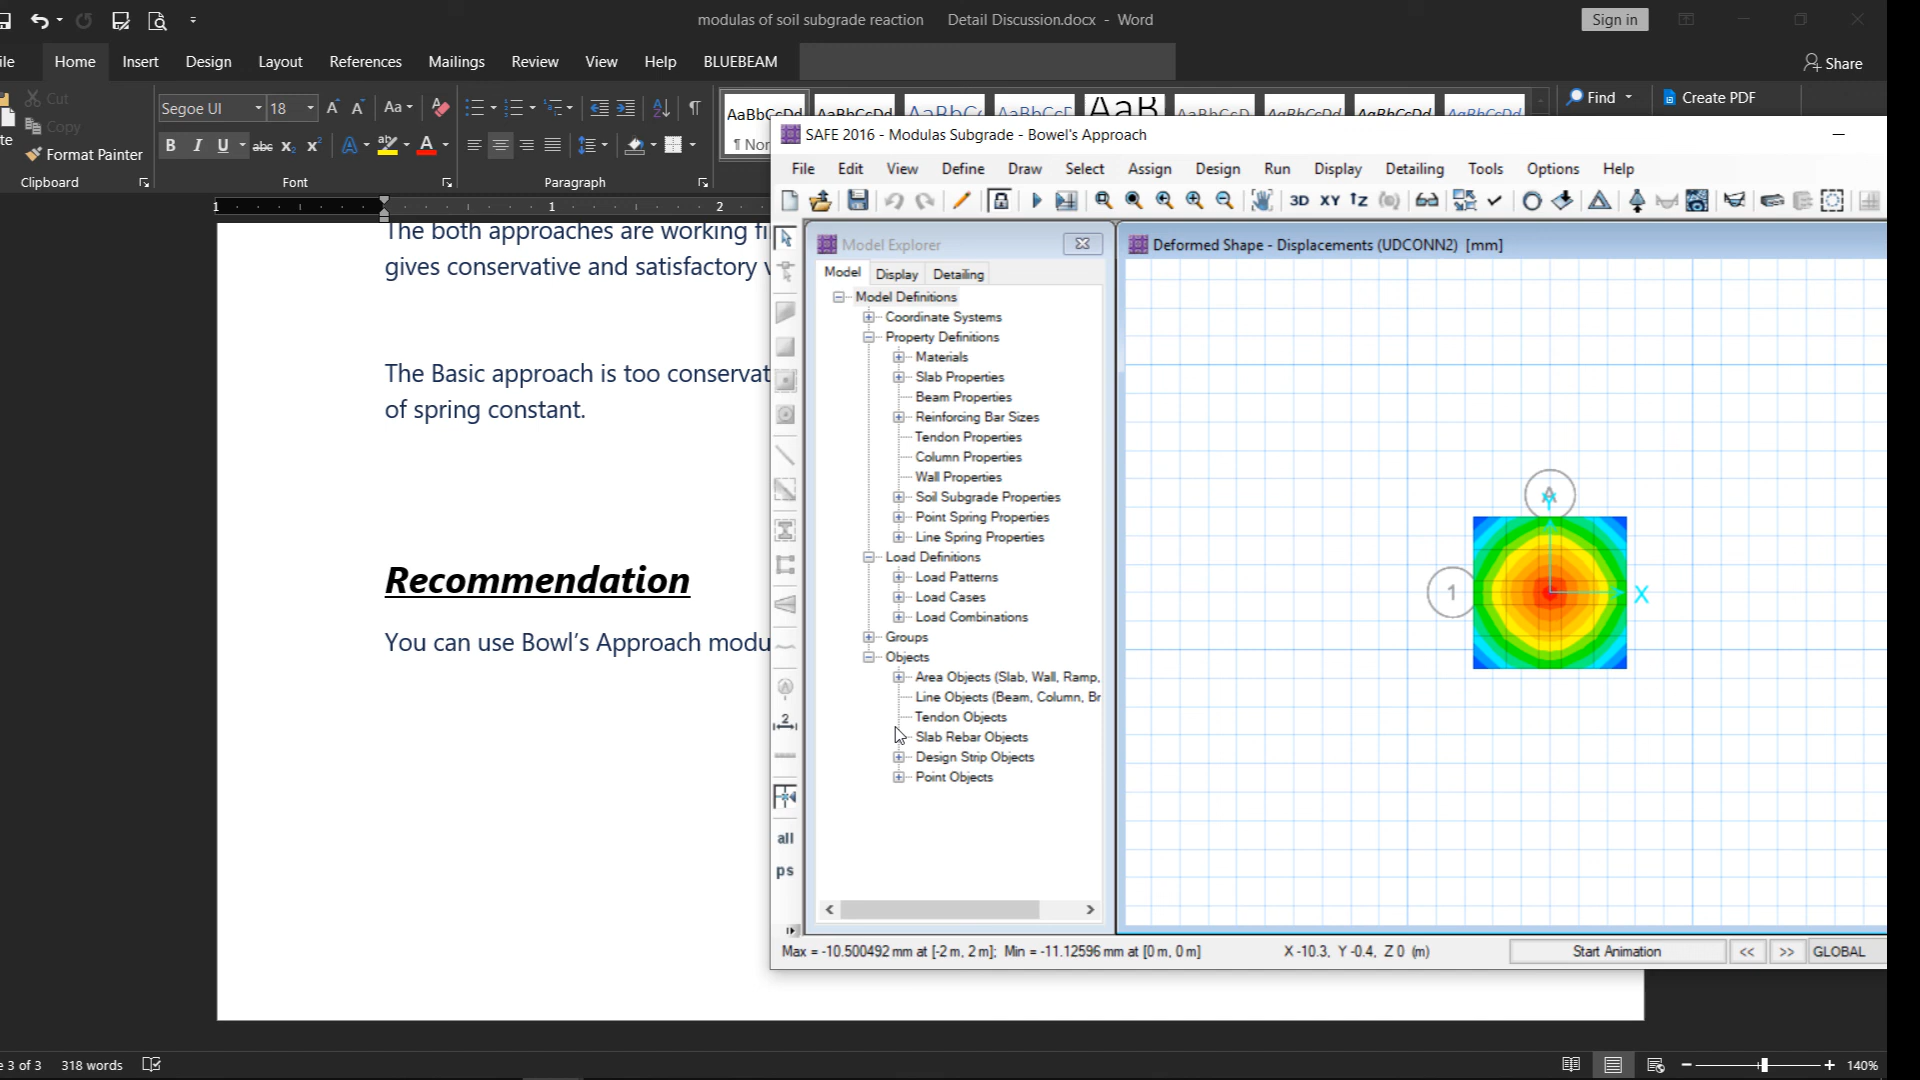 modulas of soil subgrade reaction Detail Discussion.docx - Word
Sign in
Home Insert Design Layout References Mailings Review View Help BLUEBEAM
Share
Cut
Copy
Format Painter
Clipboard
Segoe UI 18
Font
Paragraph
AaBbCcDd
Find
Create PDF
The both approaches are working
gives conservative and satisfactory
The Basic approach is too
of spring constant.
Recommendation
You can use Bowl's Approach
3 of 3 318 words
140%
SAFE 2016 - Modulas Subgrade - Bowel's Approach
File Edit View Define Draw Select Assign Design Run Display Detailing Tools Options Help
3D XY
Model Explorer
Model Display Detailing
Model Definitions
Coordinate Systems
Property Definitions
Materials
Slab Properties
Beam Properties
Reinforcing Bar Sizes
Tendon Properties
Column Properties
Wall Properties
Soil Subgrade Properties
Point Spring Properties
Line Spring Properties
Load Definitions
Load Patterns
Load Cases
Load Combinations
Groups
Objects
Area Objects (Slab, Wall, Ramp,
Line Objects (Beam, Column, Br
Tendon Objects
Slab Rebar Objects
Design Strip Objects
Point Objects
all
ps
Deformed Shape - Displacements (UDCONN2) [mm]
A
Y
1
X
Max = -10.500492 mm at [-2 m, 2 m]; Min = -11.12596 mm at [0 m, 0 m]
X -10.3, Y -0.4, Z 0 (m)
Start Animation << >> GLOBAL